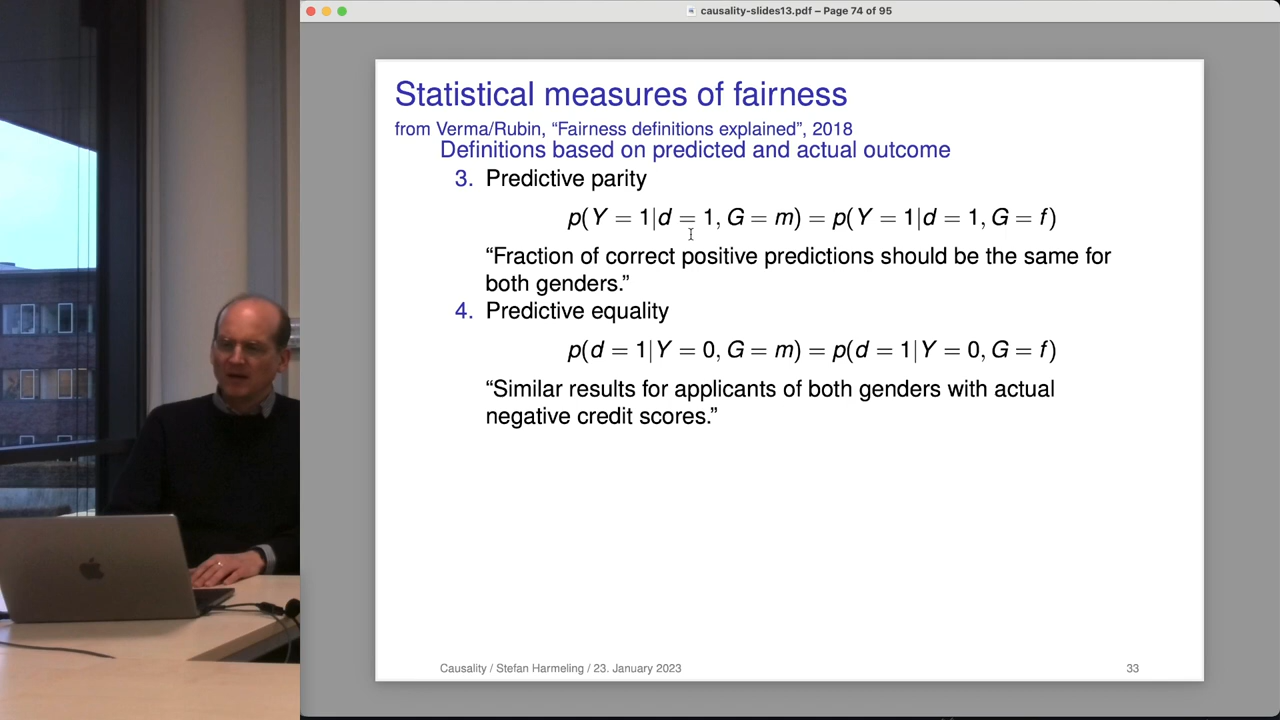 causality-slides13.pdf – Page 74 of 95
Statistical measures of fairness
from Verma/Rubin, “Fairness definitions explained”, 2018
Definitions based on predicted and actual outcome
3. Predictive parity
p(Y = 1|d = 1, G = m) = p(Y = 1|d = 1, G = f)
“Fraction of correct positive predictions should be the same for
both genders.”
4. Predictive equality
p(d = 1|Y = 0, G = m) = p(d = 1|Y = 0, G = f)
“Similar results for applicants of both genders with actual
negative credit scores.”
Causality / Stefan Harmeling / 23. January 2023
33